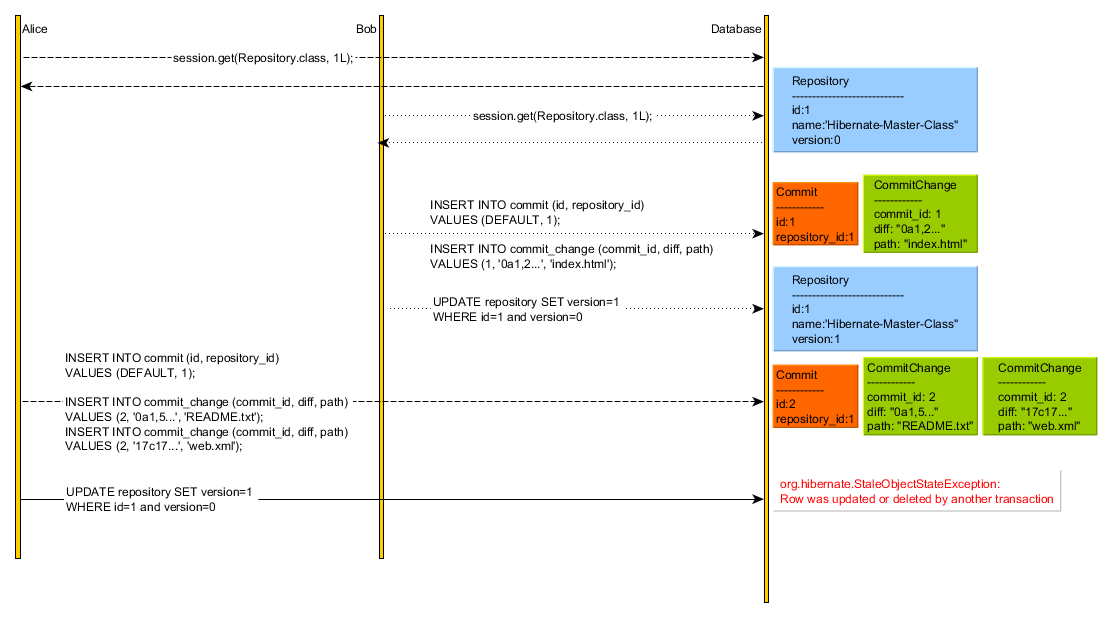 Alice
Bob
Database
session.get(Repository.class, 1L);
Repository
----------------------------
id:1
name:'Hibernate-Master-Class"
version:0
session.get(Repository.class, 1L);
INSERT INTO commit (id, repository_id)
VALUES (DEFAULT, 1);
INSERT INTO commit_change (commit_id, diff, path)
VALUES (1, '0a1,2...', 'index.html');
Commit
------------
id:1
repository_id:1
CommitChange
------------
commit_id: 1
diff: "0a1,2..."
path: "index.html"
UPDATE repository SET version=1
WHERE id=1 and version=0
Repository
----------------------------
id:1
name:'Hibernate-Master-Class"
version:1
INSERT INTO commit (id, repository_id)
VALUES (DEFAULT, 1);
INSERT INTO commit_change (commit_id, diff, path)
VALUES (2, '0a1,5...', 'README.txt');
INSERT INTO commit_change (commit_id, diff, path)
VALUES (2, '17c17...', 'web.xml');
Commit
------------
id:2
repository_id:1
CommitChange
------------
commit_id: 2
diff: "0a1,5..."
path: "README.txt"
CommitChange
------------
commit_id: 2
diff: "17c17..."
path: "web.xml"
UPDATE repository SET version=1
WHERE id=1 and version=0
org.hibernate.StaleObjectStateException:
Row was updated or deleted by another transaction